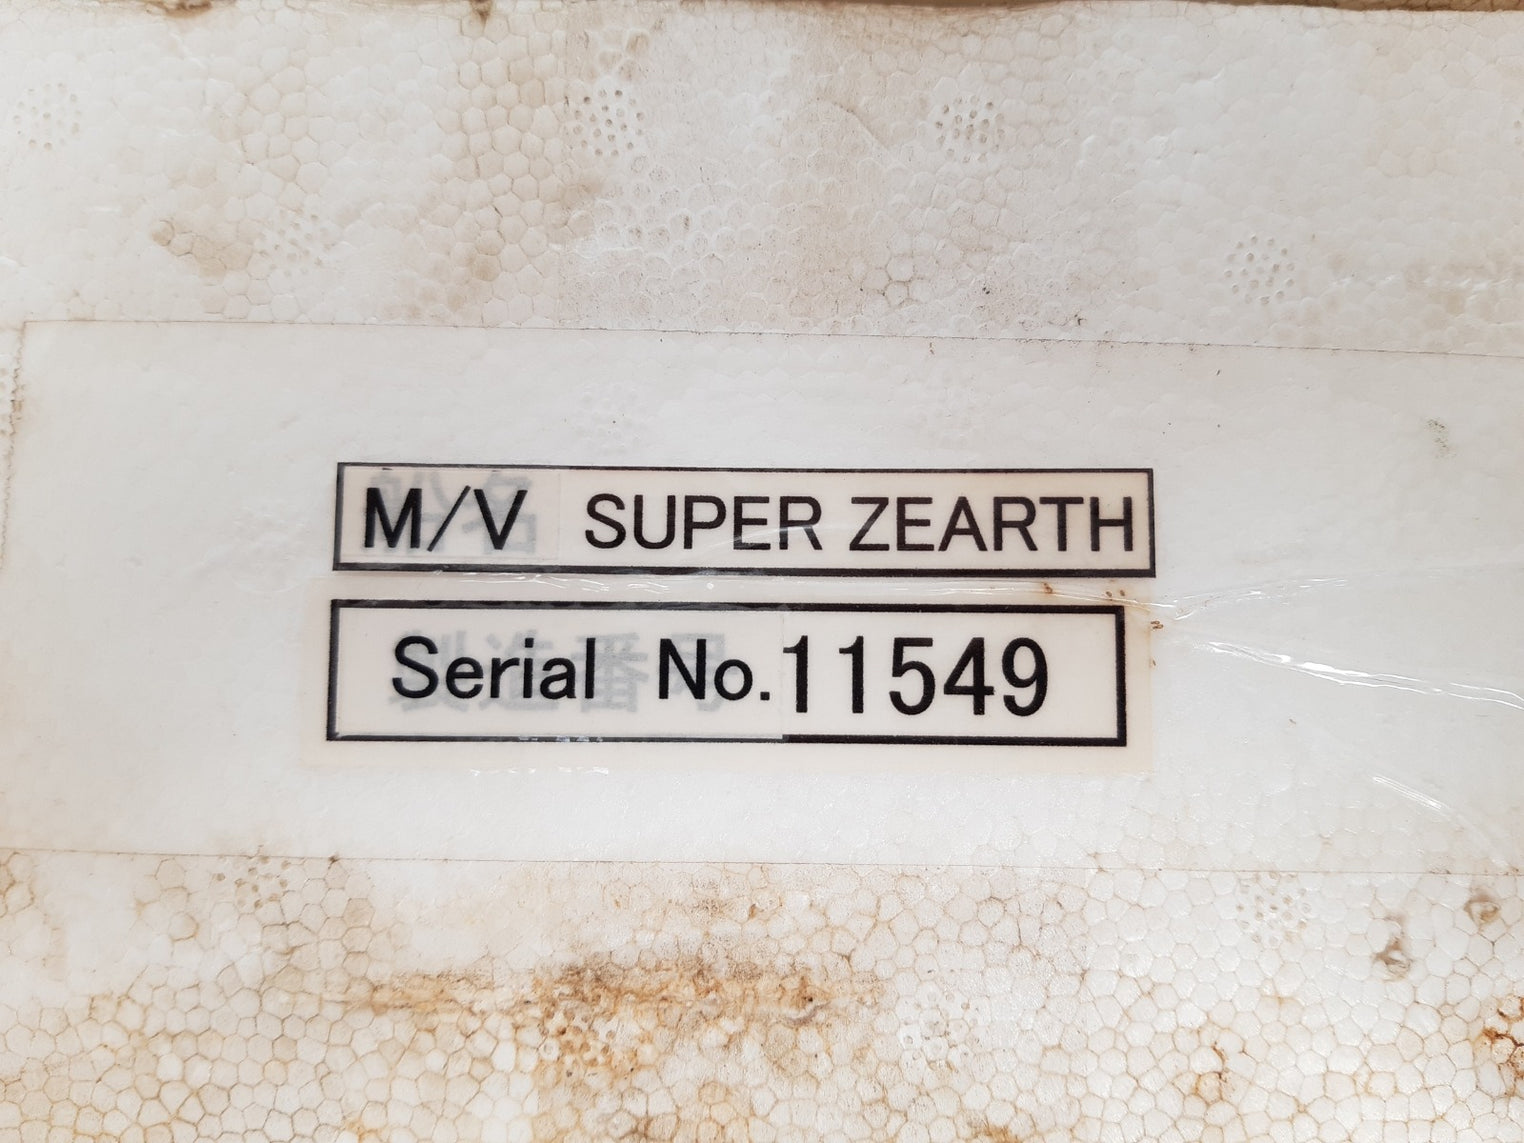 M/V SUPER ZEARTH
Serial No.11549